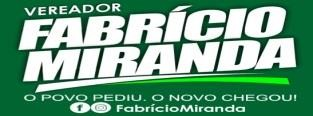 VEREADOR
FABRÍCIO
MIRANDA
O POVO PEDIU. O NOVO CHEGOU!
FabrícioMiranda